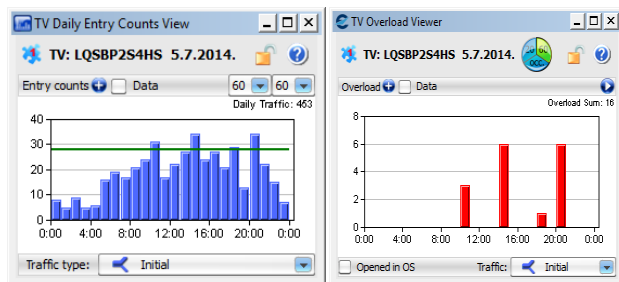 TV Daily Entry Counts View
TV: LQSBP2S4HS 5.7.2014.
Entry counts Data 60 60
Daily Traffic: 453
40
30
20
10
0
0:00 4:00 8:00 12:00 16:00 20:00 0:00
Traffic type: Initial
TV Overload Viewer
TV: LQSBP2S4HS 5.7.2014.
OCC
Overload Data
Overload Sum: 16
8
6
4
2
0
0:00 4:00 8:00 12:00 16:00 20:00 0:00
Opened in OS Traffic: Initial